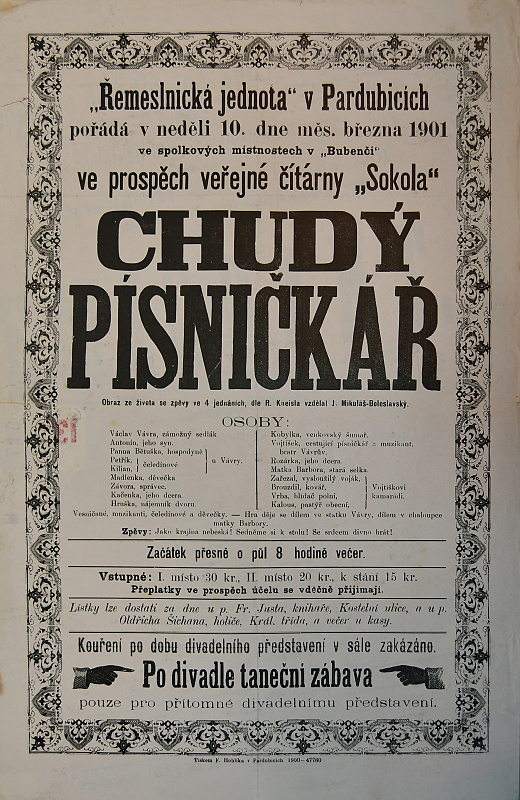 „Řemeslnická jednota“ v Pardubicích
pořádá v neděli 10. dne měs. března 1901
ve spolkových místnostech v „Bubenči“
ve prospěch veřejné čítárny „Sokola“
CHUDÝ
PÍSNIČKÁŘ
Obraz ze života se zpěvy ve 4 jednáních, dle R. Kneisla vzdělal J. Mikuláš-Boleslavský.
OSOBY:
Václav Vávra, zámožný sedlák.
Antonín, jeho syn.
Panna Bětuška, hospodyně
Petřík,
Kilian, čeledínové
u Vávry.
Madlenka, děvečka
Závora, správec.
Kačenka, jeho dcera.
Hruška, nájemník dvoru.
Kobylka, venkovský šumař.
Vojtíšek, cestující písničkář a muzikant,
bratr Vávrův.
Rozárka, jeho dcera.
Matka Barbora, stará selka.
Zařezal, vysloužilý voják,
Brouzdil, kovář,
Vrba, hlídač polní,
Kalous, pastýř obecní,
Vojtíškovi
kamarádi.
Vesničané, muzikanti, čeledínové a děvečky. — Hra děje se dílem ve statku Vávry, dílem v chaloupce
matky Barbory.
Zpěvy: Jako krajina nebeská! Sedněme si k stolu! Se srdcem divno hrát!
Začátek přesně o půl 8 hodině večer.
Vstupné: I. místo 30 kr., II. místo 20 kr., k stání 15 kr.
Přeplatky ve prospěch účelu se vděčně přijímají.
Lístky lze dostati za dne u p. Fr. Justa, knihaře, Kostelní ulice, a u p.
Oldřicha Šichana, holiče, Král. třída, a večer u kasy.
Kouření po dobu divadelního představení v sále zakázáno.
Po divadle taneční zábava
pouze pro přítomné divadelnímu představení.
Tiskem F. Hoblíka v Pardubicích 1900—47760